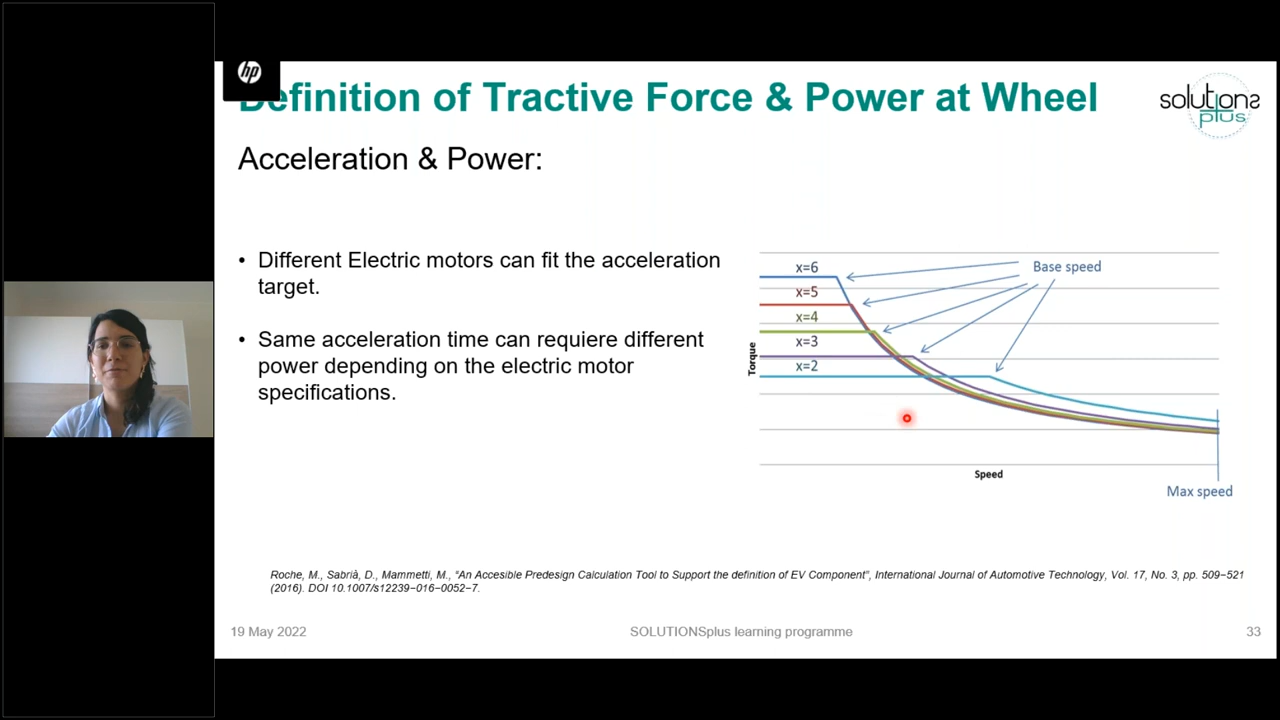 hp
Definition of Tractive Force & Power at Wheel
solutions
plus
Acceleration & Power:
• Different Electric motors can fit the acceleration
target.
• Same acceleration time can requiere different
power depending on the electric motor
specifications.
x=6
x=5
x=4
x=3
x=2
Base speed
Torque
Speed
Max speed
Roche, M., Sabrià, D., Mammetti, M., “An Accesible Predesign Calculation Tool to Support the definition of EV Component”, International Journal of Automotive Technology, Vol. 17, No. 3, pp. 509−521
(2016). DOI 10.1007/s12239−016−0052−7.
19 May 2022
SOLUTIONSplus learning programme
33